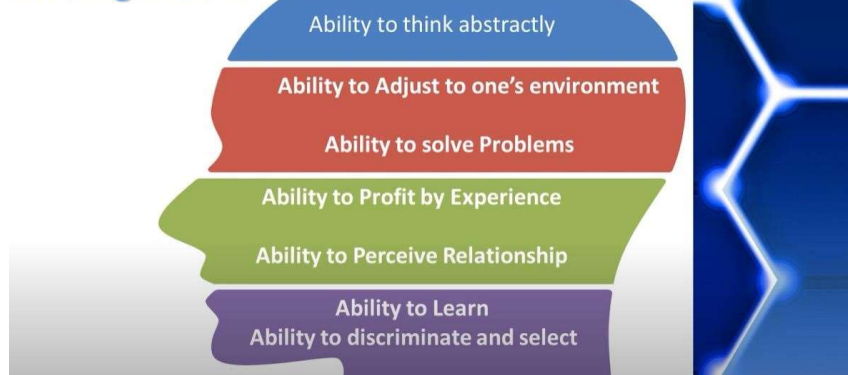 Ability to think abstractly
Ability to Adjust to one's environment
Ability to solve Problems
Ability to Profit by Experience
Ability to Perceive Relationship
Ability to Learn
Ability to discriminate and select